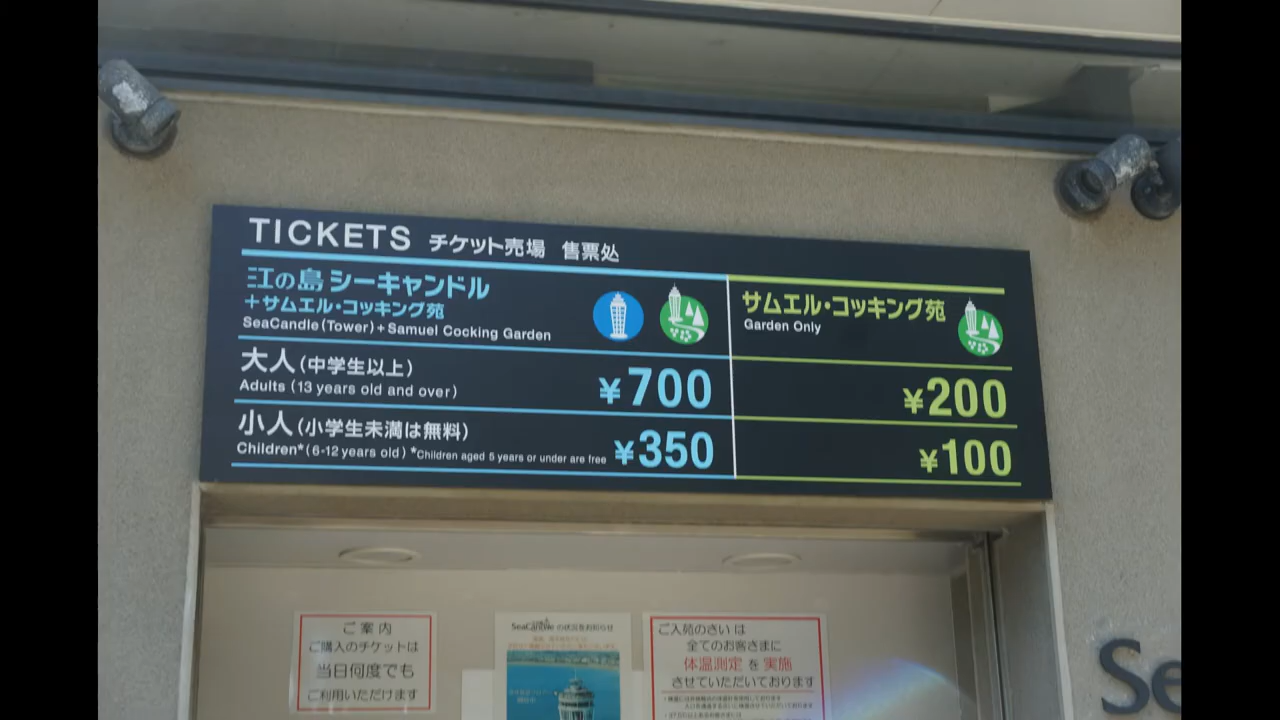 TICKETS チケット売場 售票处
江の島 シーキャンドル
＋サムエル・コッキング苑
SeaCandle (Tower) + Samuel Cocking Garden
サムエル・コッキング苑
Garden Only
大人 (中学生以上)
Adults (13 years old and over)
¥700
¥200
小人 (小学生未満は無料)
Children* (6-12 years old) *Children aged 5 years or under are free
¥350
¥100
ご案内
ご購入のチケットは
当日何度でも
ご利用いただけます
SeaCandle の状況をお知らせ
ご入苑のさい は
全てのお客さまに
体温測定 を 実施
させていただいております
Se